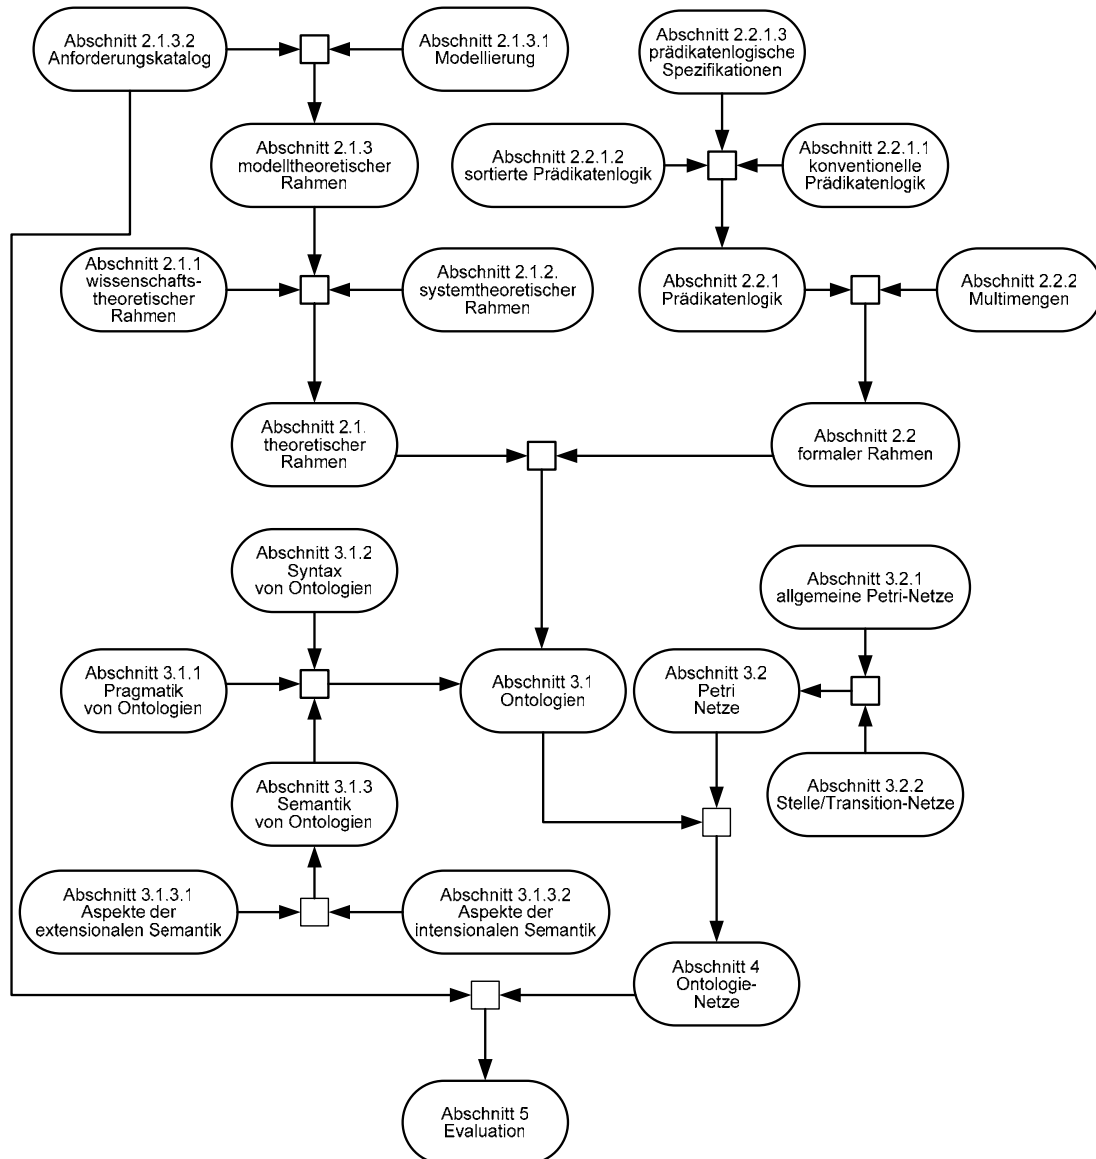 Abschnitt 2.1.3.2
Anforderungskatalog
Abschnitt 2.1.3.1
Modellierung
Abschnitt 2.2.1.3
prädikatenlogische
Spezifikationen
Abschnitt 2.1.3
modelltheoretischer
Rahmen
Abschnitt 2.2.1.2
sortierte Prädikatenlogik
Abschnitt 2.2.1.1
konventionelle
Prädikatenlogik
Abschnitt 2.1.1
wissenschafts-
theoretischer
Rahmen
Abschnitt 2.1.2.
systemtheoretischer
Rahmen
Abschnitt 2.2.1
Prädikatenlogik
Abschnitt 2.2.2
Multimengen
Abschnitt 2.1.
theoretischer
Rahmen
Abschnitt 2.2
formaler Rahmen
Abschnitt 3.1.2
Syntax
von Ontologien
Abschnitt 3.2.1
allgemeine Petri-Netze
Abschnitt 3.1.1
Pragmatik
von Ontologien
Abschnitt 3.1
Ontologien
Abschnitt 3.2
Petri
Netze
Abschnitt 3.1.3
Semantik
von Ontologien
Abschnitt 3.2.2
Stelle/Transition-Netze
Abschnitt 3.1.3.1
Aspekte der
extensionalen Semantik
Abschnitt 3.1.3.2
Aspekte der
intensionalen Semantik
Abschnitt 4
Ontologie-
Netze
Abschnitt 5
Evaluation